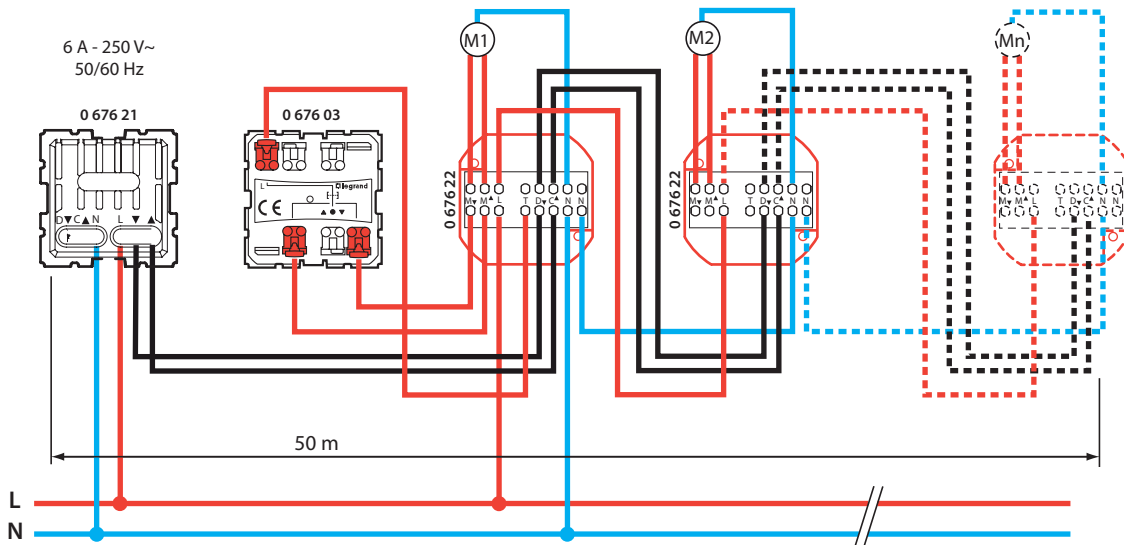 6 A - 250 V~
50/60 Hz
0 676 21
0 676 03
M1
M2
Mn
D▼ C▲ N L ▼ ▲
L
legrand
CE
▲ ● ▼
0 676 22
M▼ M▲ L T D▼ C▲ N N
0 676 22
M▼ M▲ L T D▼ C▲ N N
M▼ M▲ L T D▼ C▲ N N
50 m
L
N